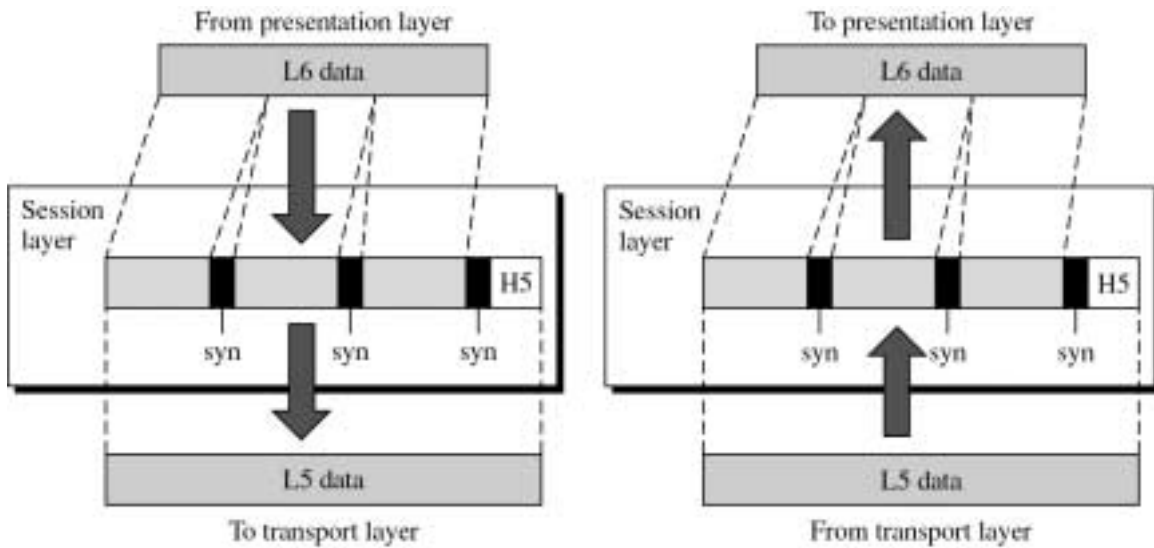 From presentation layer
L6 data
Session
layer
H5
syn
syn
syn
L5 data
To transport layer
To presentation layer
L6 data
Session
layer
H5
syn
syn
syn
L5 data
From transport layer